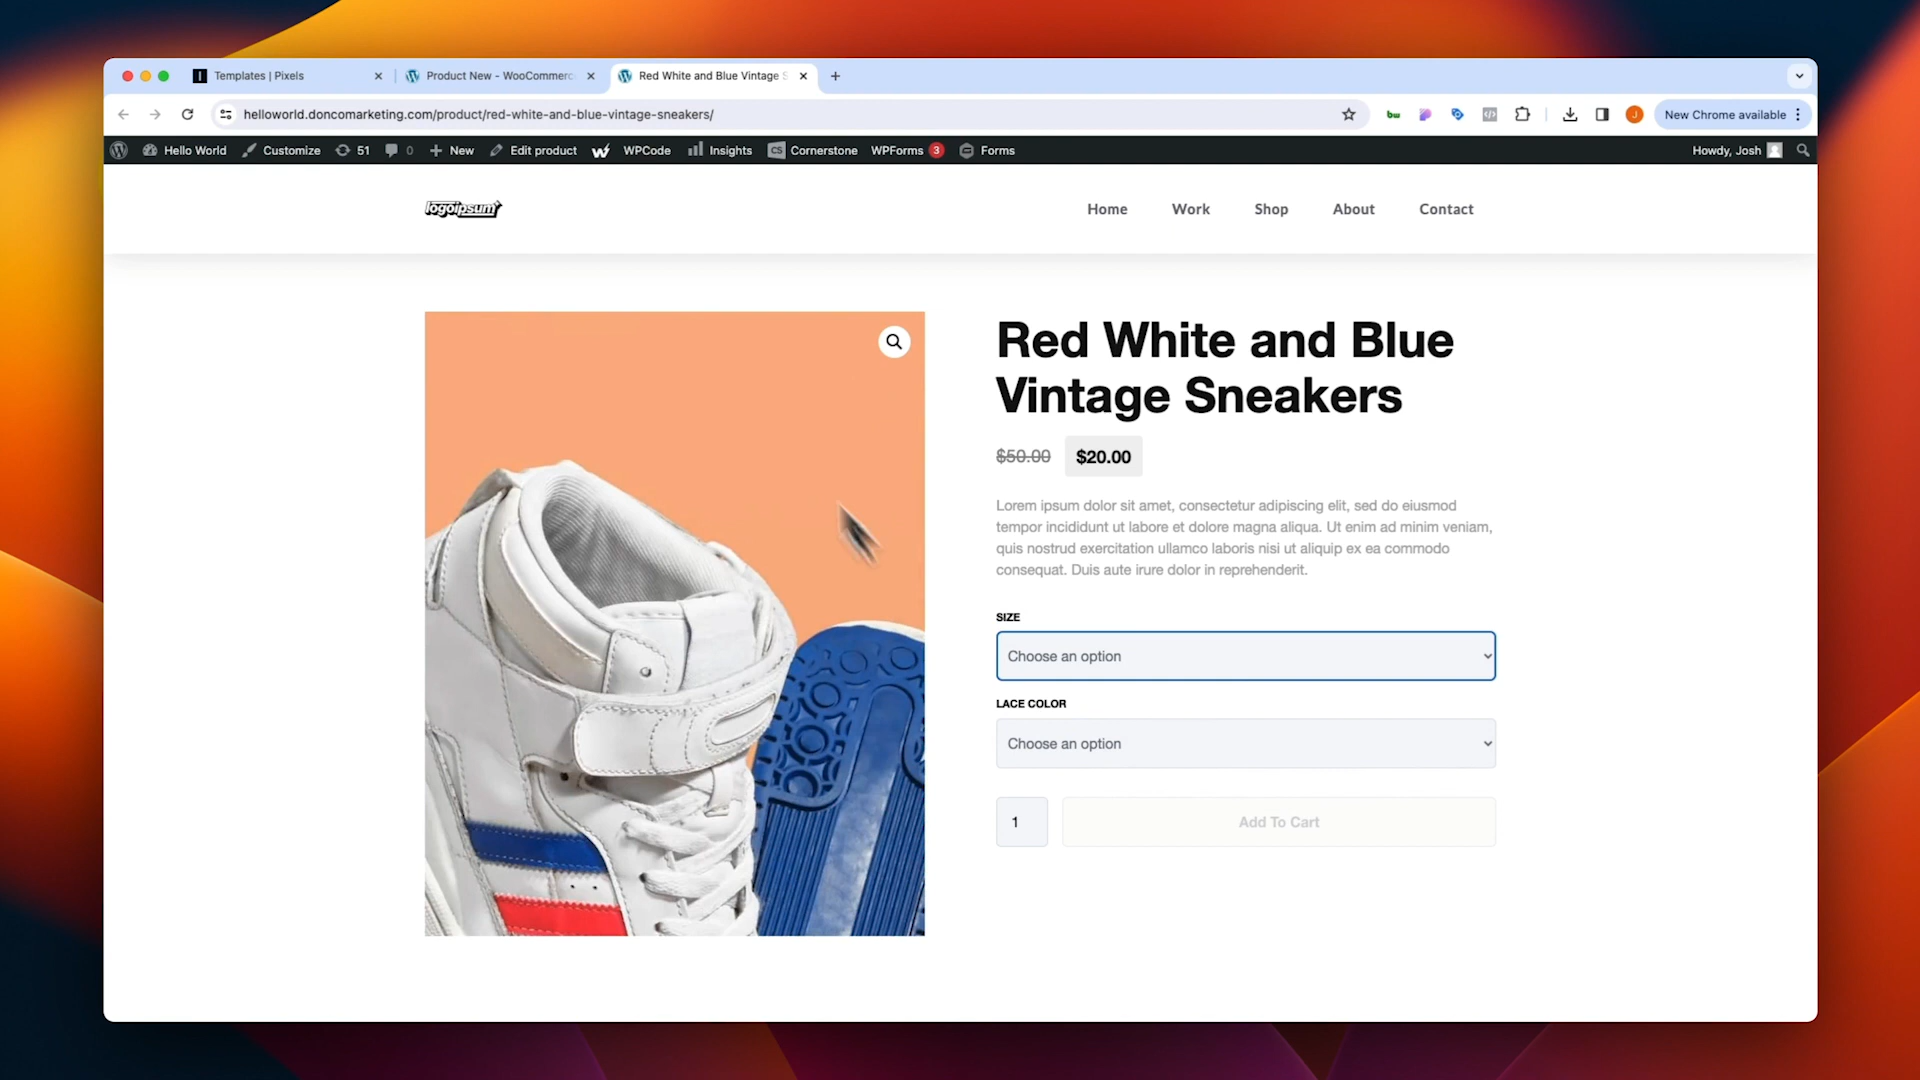 Templates | Pixels
Product New - WooCommerc
Red White and Blue Vintage S
helloworld.doncomarketing.com/product/red-white-and-blue-vintage-sneakers/
J
New Chrome available
Hello World
Customize
51
0
New
Edit product
WPCode
Insights
CS
Cornerstone
WPForms
3
Forms
Howdy, Josh
logoipsum
Home
Work
Shop
About
Contact
Red White and Blue
Vintage Sneakers
$50.00
$20.00
Lorem ipsum dolor sit amet, consectetur adipiscing elit, sed do eiusmod
tempor incididunt ut labore et dolore magna aliqua. Ut enim ad minim veniam,
quis nostrud exercitation ullamco laboris nisi ut aliquip ex ea commodo
consequat. Duis aute irure dolor in reprehenderit.
SIZE
Choose an option
LACE COLOR
Choose an option
1
Add To Cart